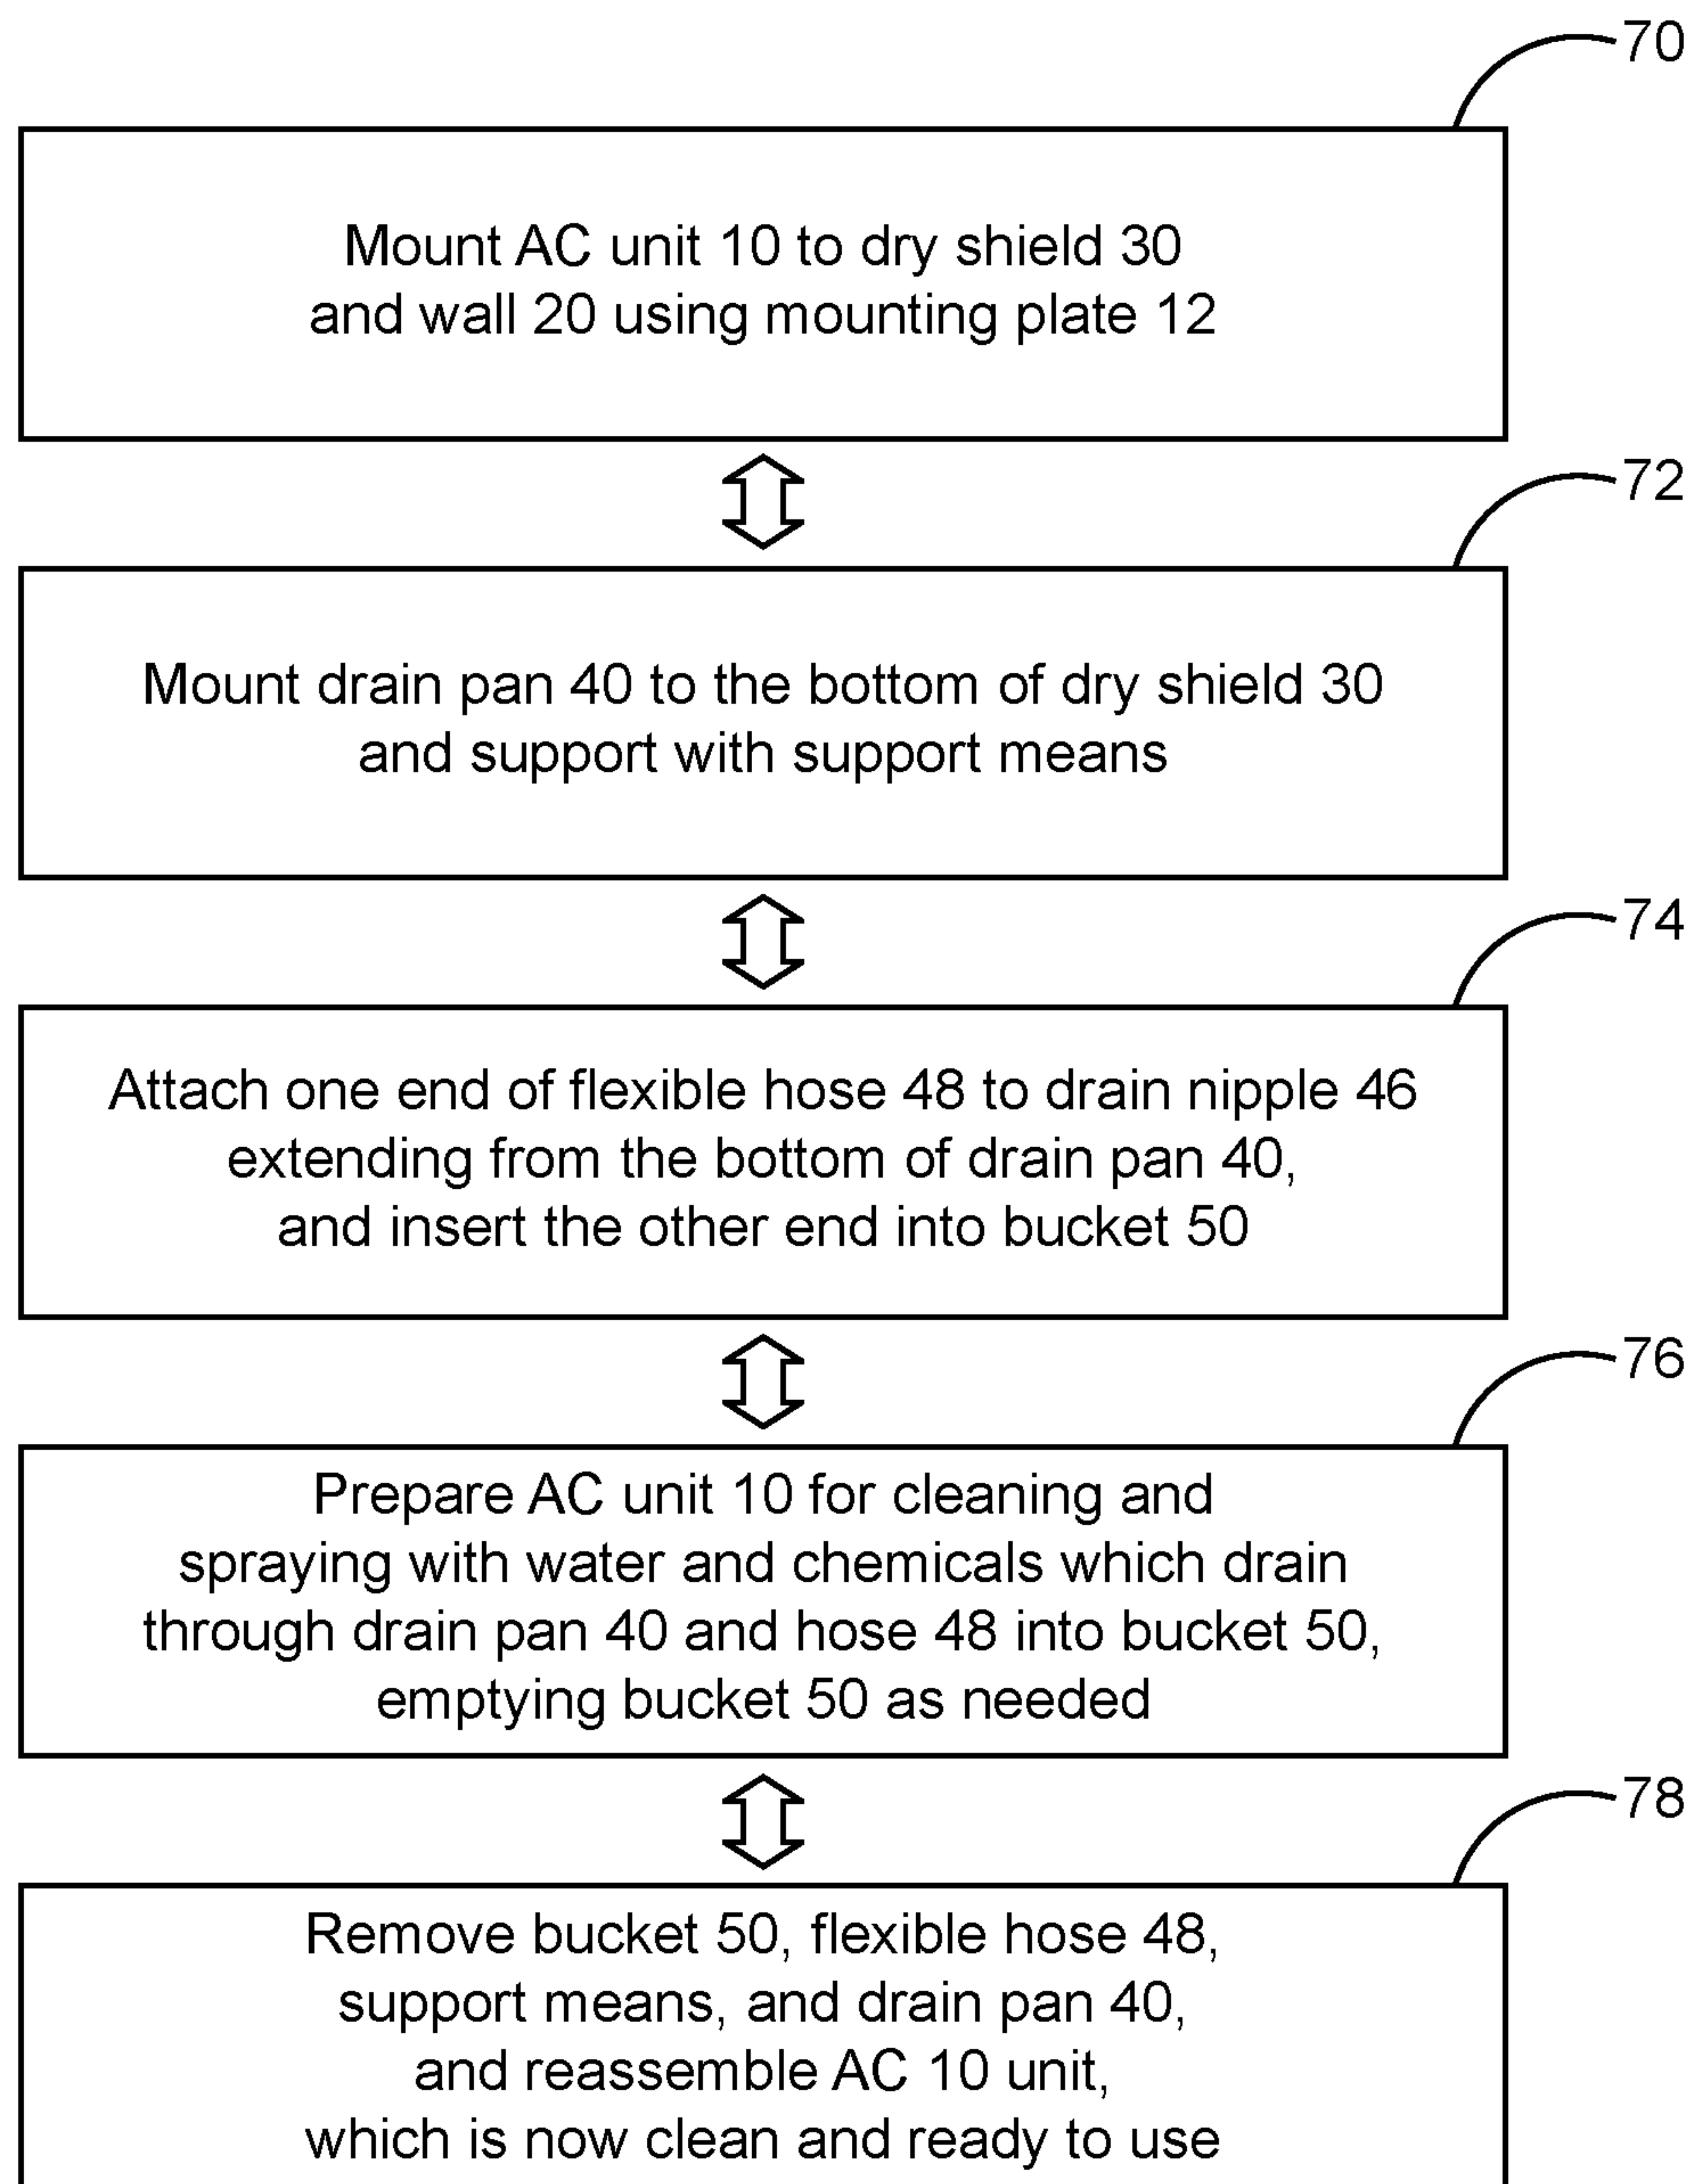 70
Mount AC unit 10 to dry shield 30
and wall 20 using mounting plate 12
72
Mount drain pan 40 to the bottom of dry shield 30
and support with support means
74
Attach one end of flexible hose 48 to drain nipple 46
extending from the bottom of drain pan 40,
and insert the other end into bucket 50
76
Prepare AC unit 10 for cleaning and
spraying with water and chemicals which drain
through drain pan 40 and hose 48 into bucket 50,
emptying bucket 50 as needed
78
Remove bucket 50, flexible hose 48,
support means, and drain pan 40,
and reassemble AC 10 unit,
which is now clean and ready to use